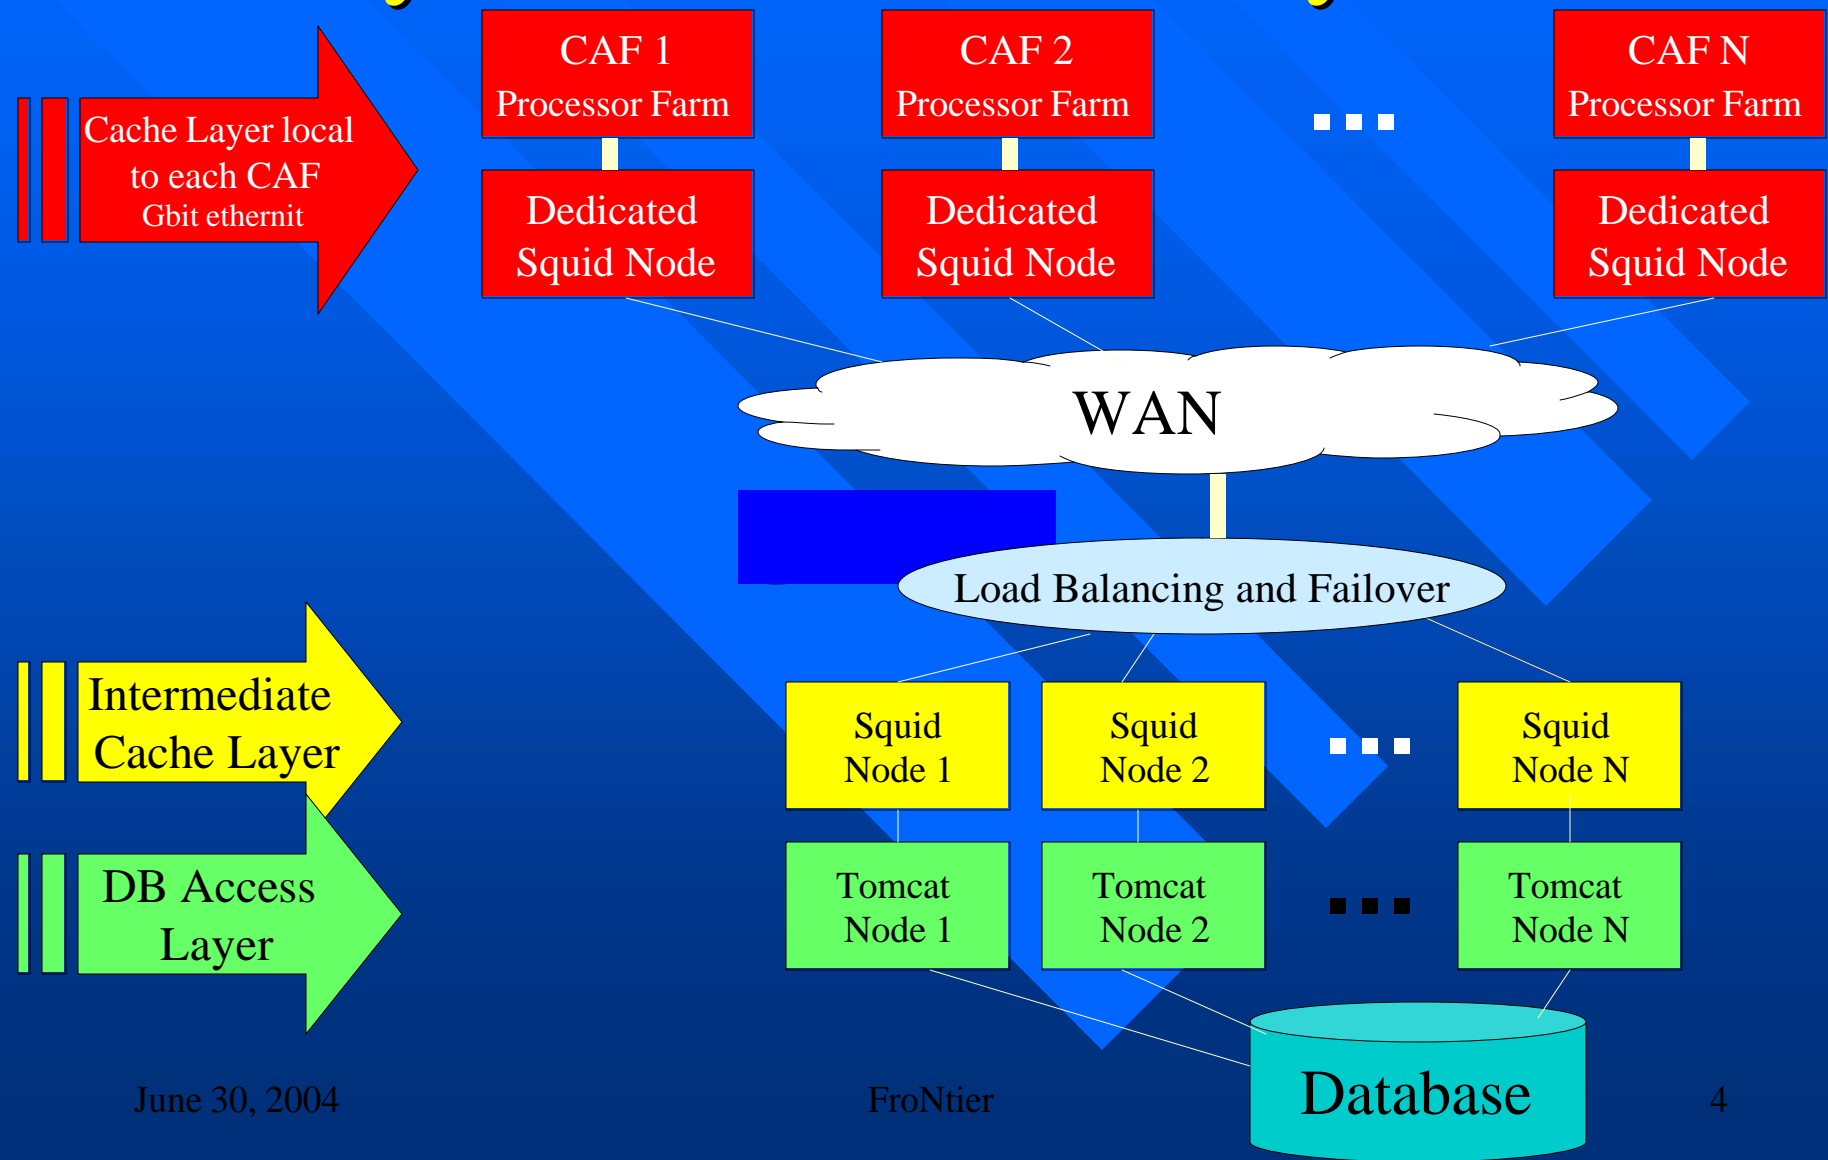 CAF 1
Processor Farm
CAF 2
Processor Farm
CAF N
Processor Farm
Cache Layer local
to each CAF
Gbit ethernit
Dedicated
Squid Node
Dedicated
Squid Node
Dedicated
Squid Node
WAN
Load Balancing and Failover
Intermediate
Cache Layer
Squid
Node 1
Squid
Node 2
Squid
Node N
DB Access
Layer
Tomcat
Node 1
Tomcat
Node 2
Tomcat
Node N
Database
June 30, 2004
FroNtier
4